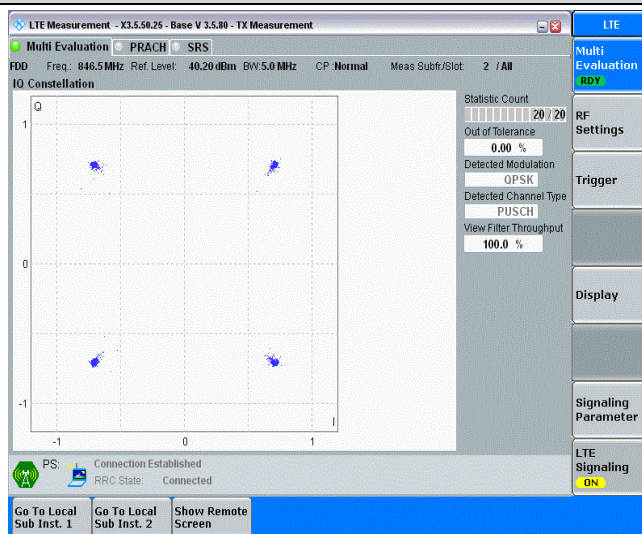 LTE Measurement - X3.5.50.25 - Base V 3.5.80 - TX Measurement
LTE
Multi Evaluation PRACH SRS
FDD Freq.: 846.5 MHz Ref. Level: 40.20 dBm BW:5.0 MHz CP :Normal Meas Subfr./Slot: 2 / All
IQ Constellation
Q
1
0
-1
-1 0 1
I
Statistic Count
20 / 20
Out of Tolerance
0.00 %
Detected Modulation
QPSK
Detected Channel Type
PUSCH
View Filter Throughput
100.0 %
Multi
Evaluation
RDY
RF
Settings
Trigger
Display
Signaling
Parameter
LTE
Signaling
ON
PS: Connection Established
RRC State: Connected
Go To Local
Sub Inst. 1
Go To Local
Sub Inst. 2
Show Remote
Screen